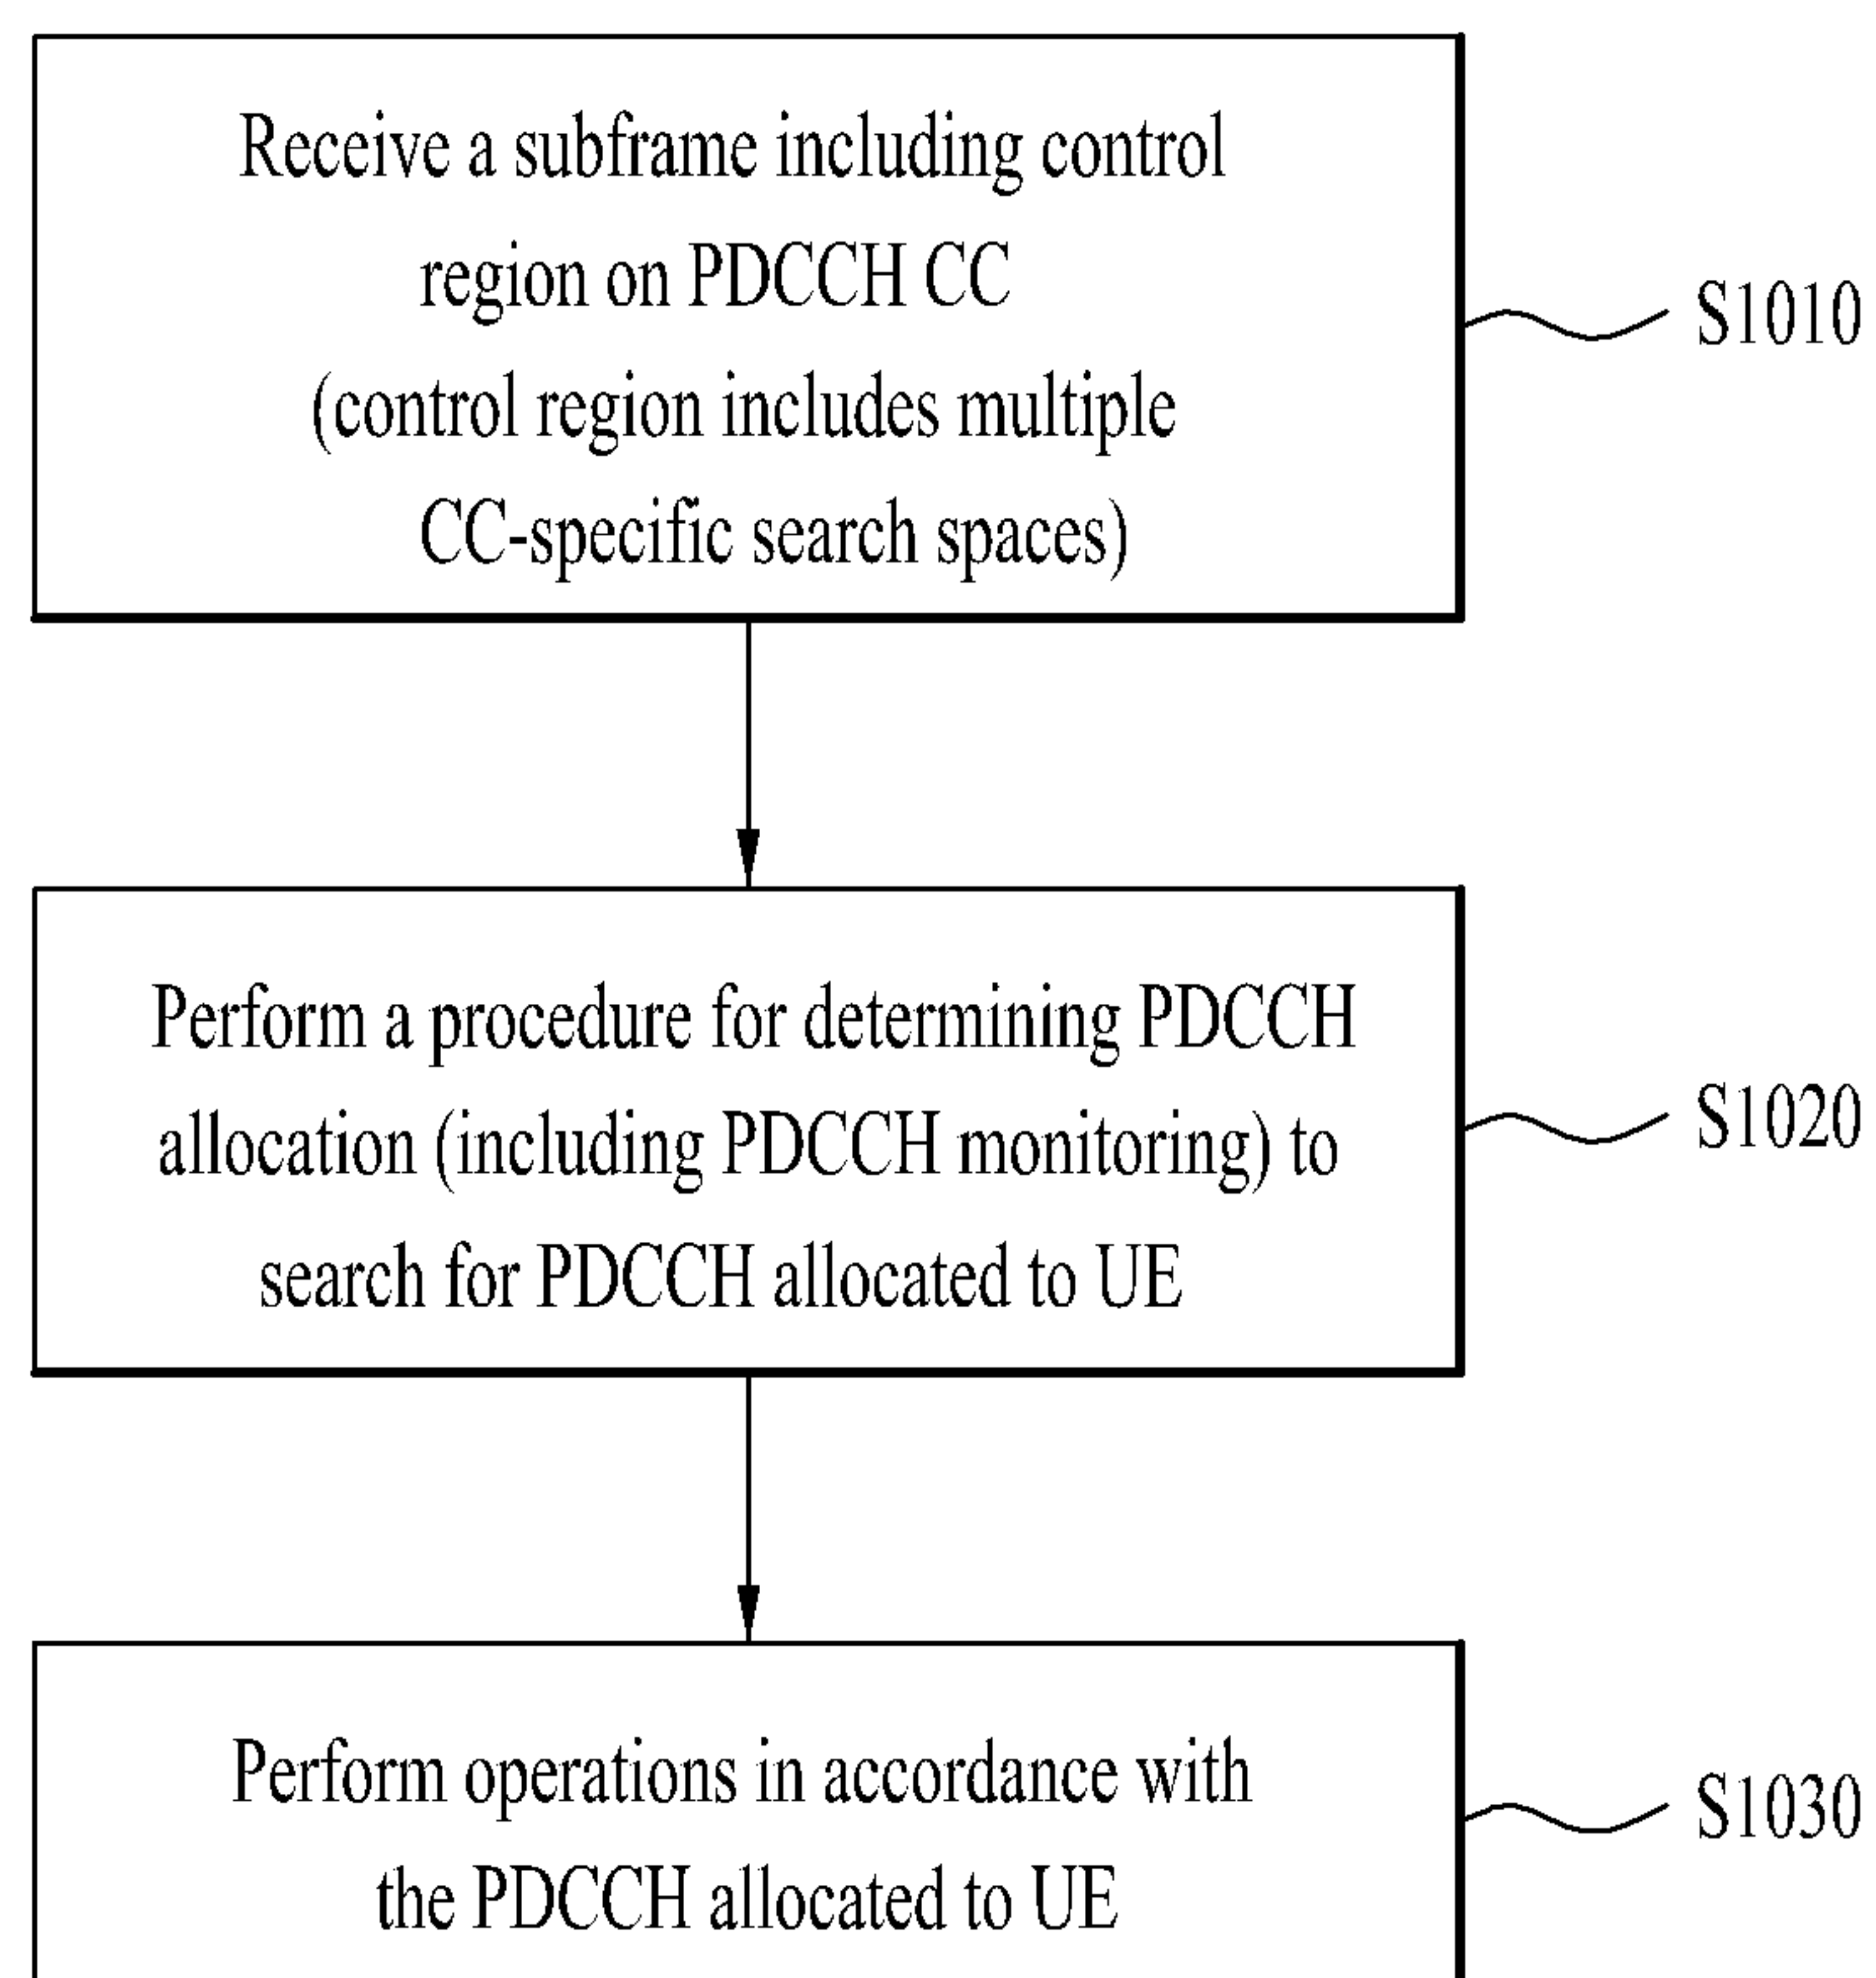 Receive a subframe including control
region on PDCCH CC
(control region includes multiple
CC-specific search spaces)
S1010
Perform a procedure for determining PDCCH
allocation (including PDCCH monitoring) to
search for PDCCH allocated to UE
S1020
Perform operations in accordance with
the PDCCH allocated to UE
S1030